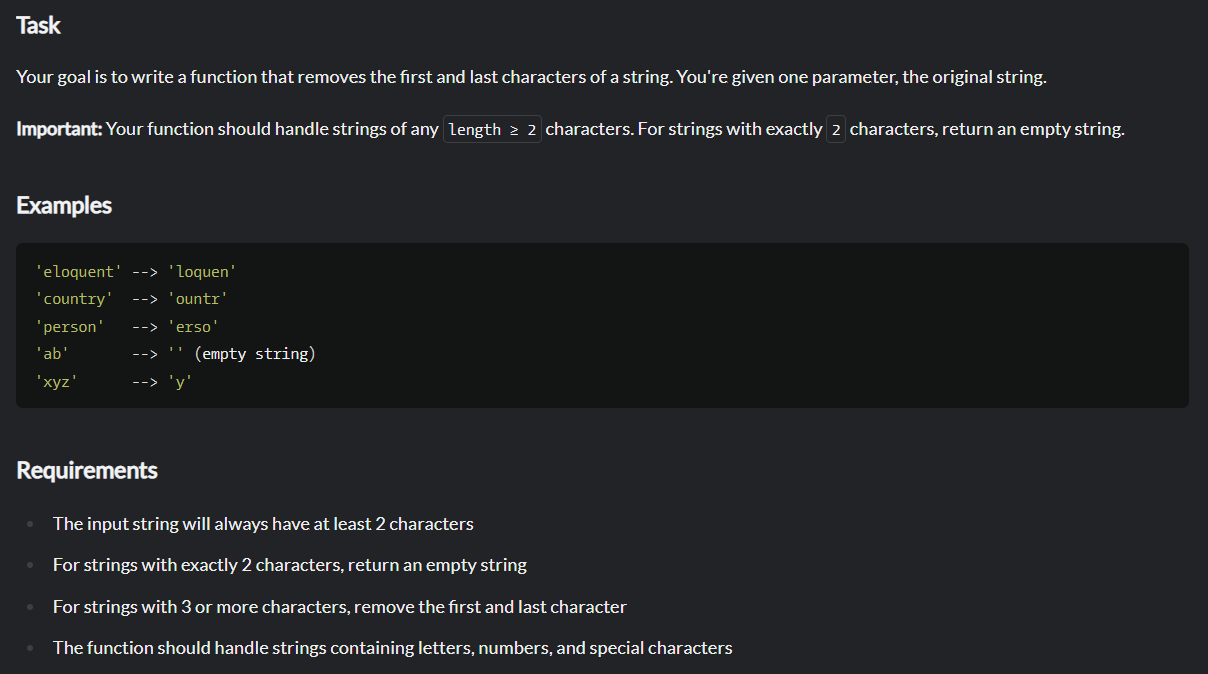 Task
Your goal is to write a function that removes the first and last characters of a string. You're given one parameter, the original string.
Important: Your function should handle strings of any length ≥ 2 characters. For strings with exactly 2 characters, return an empty string.
Examples
'eloquent' --> 'loquen'
'country'  --> 'ountr'
'person'   --> 'erso'
'ab'       --> '' (empty string)
'xyz'      --> 'y'
Requirements
The input string will always have at least 2 characters
For strings with exactly 2 characters, return an empty string
For strings with 3 or more characters, remove the first and last character
The function should handle strings containing letters, numbers, and special characters